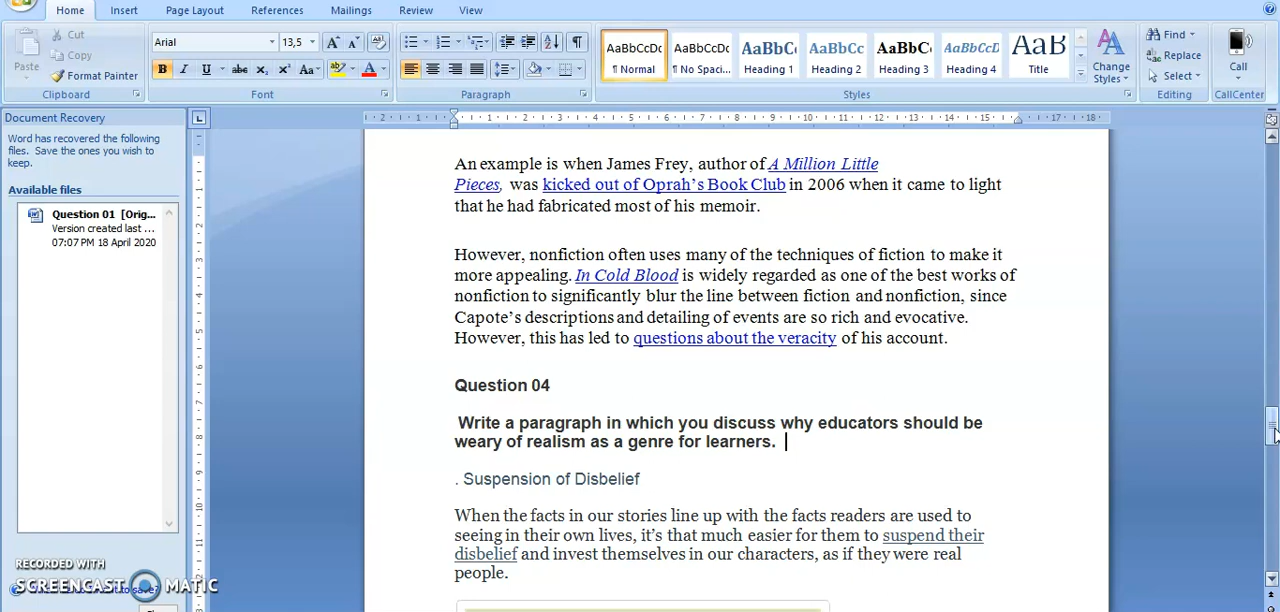 Home Insert Page Layout References Mailings Review View
Paste
Cut
Copy
Format Painter
Clipboard
Arial 13,5
Font
Paragraph
AaBbCcDc AaBbCcDc AaBbC AaBbCc AaBbC AaBbCcD AaB
¶ Normal ¶ No Spaci... Heading 1 Heading 2 Heading 3 Heading 4 Title
Change Styles
Styles
Find
Replace
Select
Editing
Call
CallCenter
Document Recovery
Word has recovered the following
files. Save the ones you wish to
keep.
Available files
Question 01 [Orig...
Version created last ...
07:07 PM 18 April 2020
RECORDED WITH
SCREENCAST MATIC
An example is when James Frey, author of A Million Little
Pieces, was kicked out of Oprah's Book Club in 2006 when it came to light
that he had fabricated most of his memoir.
However, nonfiction often uses many of the techniques of fiction to make it
more appealing. In Cold Blood is widely regarded as one of the best works of
nonfiction to significantly blur the line between fiction and nonfiction, since
Capote's descriptions and detailing of events are so rich and evocative.
However, this has led to questions about the veracity of his account.
Question 04
Write a paragraph in which you discuss why educators should be
weary of realism as a genre for learners.
. Suspension of Disbelief
When the facts in our stories line up with the facts readers are used to
seeing in their own lives, it's that much easier for them to suspend their
disbelief and invest themselves in our characters, as if they were real
people.